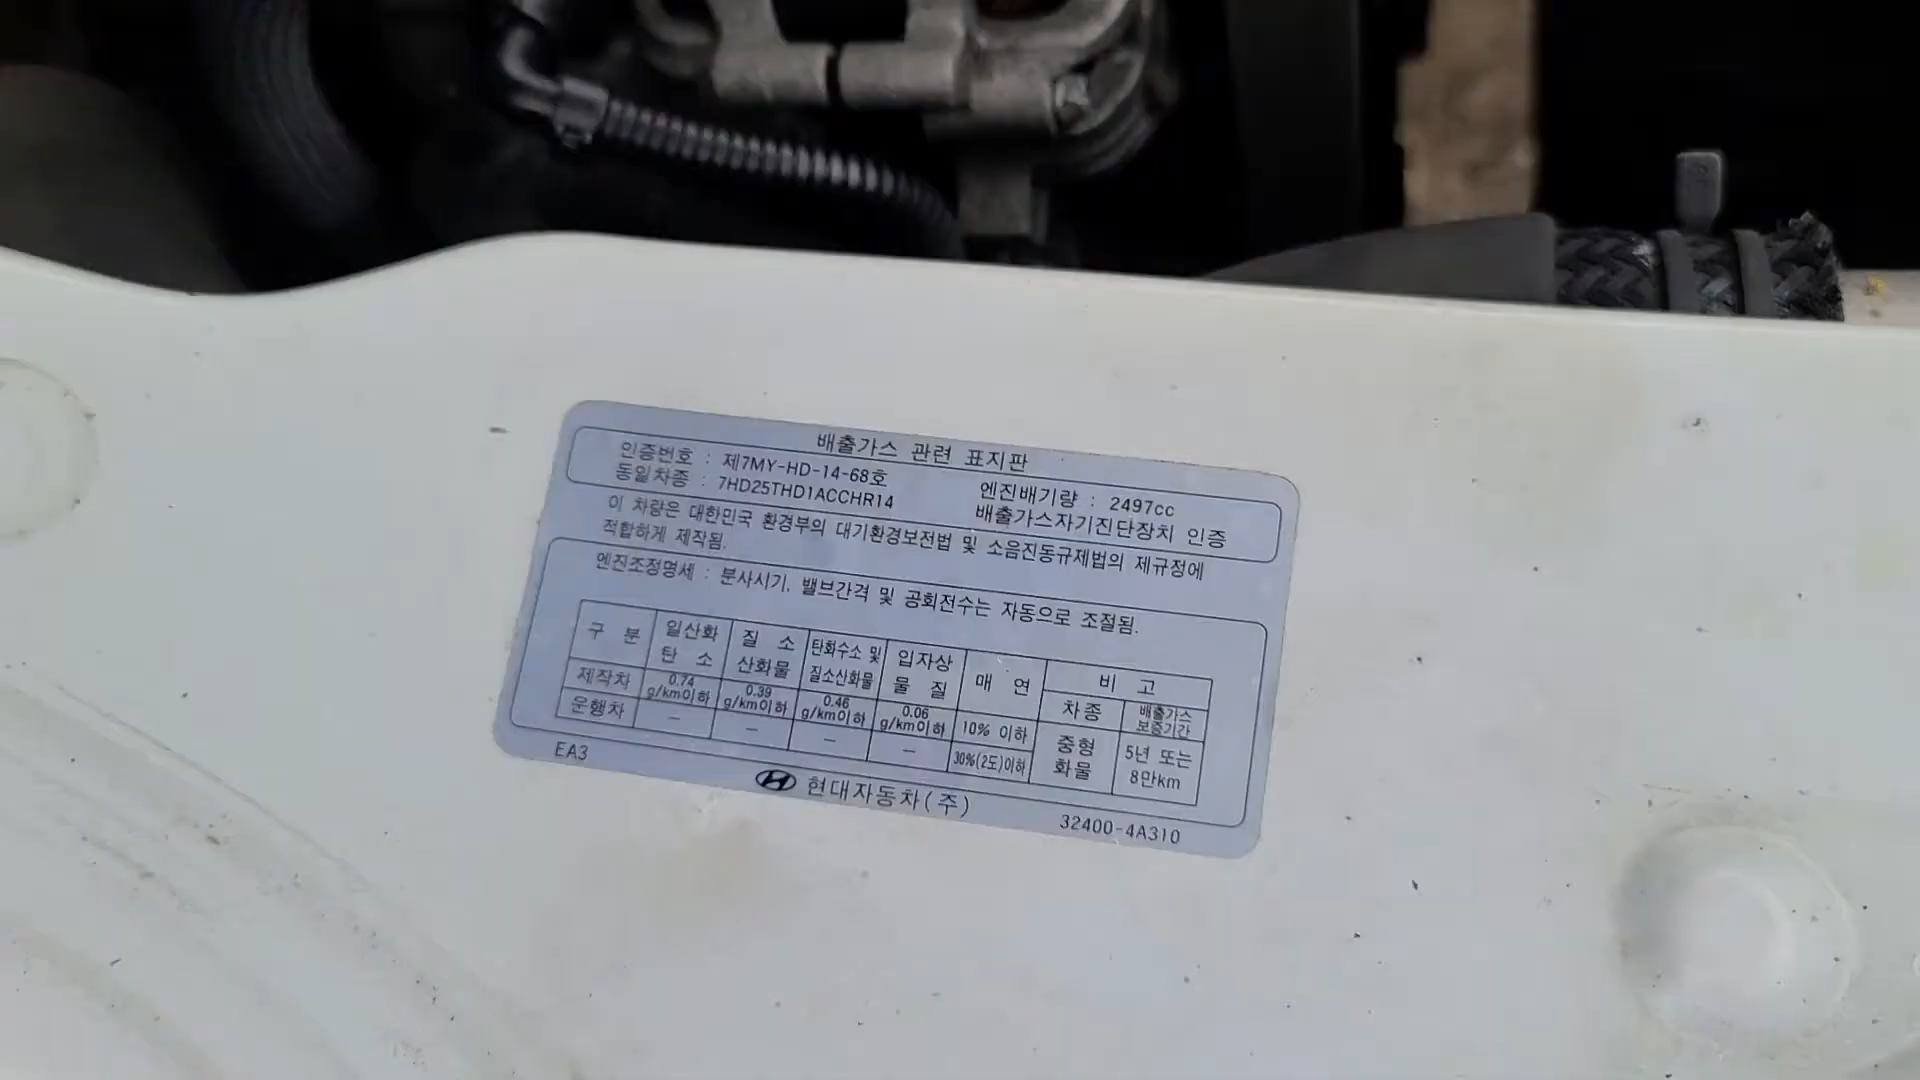 배출가스 관련 표지판
인증번호 : 제7MY-HD-14-68호
엔진배기량 : 2497cc
동일차종 : 7HD25THD1ACCHR14
배출가스자기진단장치 인증
이 차량은 대한민국 환경부의 대기환경보전법 및 소음진동규제법의 제규정에
적합하게 제작됨.
엔진조정명세 : 분사시기, 밸브간격 및 공회전수는 자동으로 조절됨.
구 분 일산화 탄 소 질 소 산화물 탄화수소 및 질소산화물 입자상 물 질 매 연 비 고
차종 배출가스 보증기간
제작차 0.74 g/km이하 0.39 g/km이하 0.46 g/km이하 0.06 g/km이하 10% 이하
운행차 – – – – 30%(2도)이하
중형 화물 5년 또는 8만km
EA3
현대자동차(주)
32400-4A310